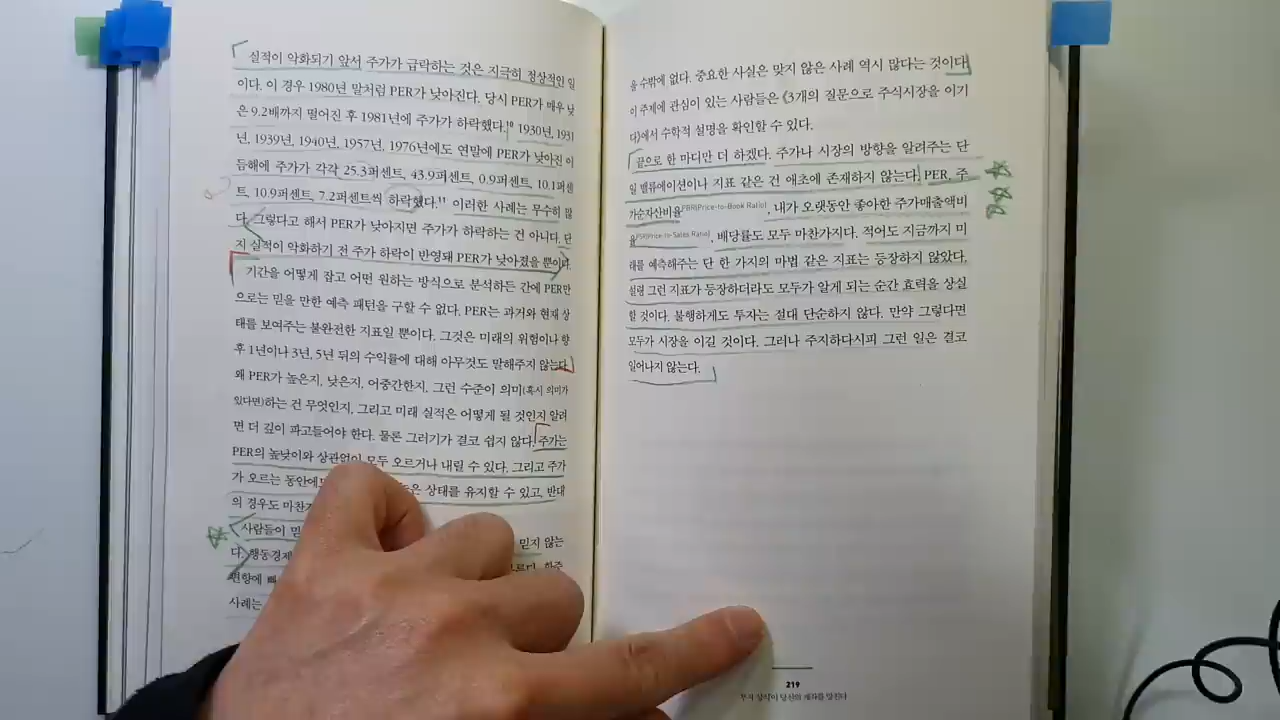 실적이 악화되기 앞서 주가가 급락하는 것은 지극히 정상적인 일
이다. 이 경우 1980년 말처럼 PER가 낮아진다. 당시 PER가 매우 낮
은 9.2배까지 떨어진 후 1981년에 주가가 하락했다.10 1930년, 1931
년, 1939년, 1940년, 1957년, 1976년에도 연말에 PER가 낮아진 이
듬해에 주가가 각각 25.3퍼센트, 43.9퍼센트, 0.9퍼센트, 10.1퍼센
트, 10.9퍼센트, 7.2퍼센트씩 하락했다.11 이러한 사례는 무수히 많
다. 그렇다고 해서 PER가 낮아지면 주가가 하락하는 건 아니다. 단
지 실적이 악화하기 전 주가 하락이 반영돼 PER가 낮아졌을 뿐이다.
기간을 어떻게 잡고 어떤 원하는 방식으로 분석하든 간에 PER만
으로는 믿을 만한 예측 패턴을 구할 수 없다. PER는 과거와 현재 상
태를 보여주는 불완전한 지표일 뿐이다. 그것은 미래의 위험이나 향
후 1년이나 3년, 5년 뒤의 수익률에 대해 아무것도 말해주지 않는다.
왜 PER가 높은지, 낮은지, 어중간한지, 그런 수준이 의미(혹시 의미가
있다면)하는 건 무엇인지, 그리고 미래 실적은 어떻게 될 것인지 알려
면 더 깊이 파고들어야 한다. 물론 그러기가 결코 쉽지 않다. 주가는
PER의 높낮이와 상관없이 모두 오르거나 내릴 수 있다. 그리고 주가
가 오르는 동안에 상태를 유지할 수 있고, 반대
의 경우도
사람들이 믿지 않는
다. 행동경제
편향에
사례는
을 수밖에 없다. 중요한 사실은 맞지 않은 사례 역시 많다는 것이다.
이 주제에 관심이 있는 사람들은 《3개의 질문으로 주식시장을 이기
다》에서 수학적 설명을 확인할 수 있다.
끝으로 한 마디만 더 하겠다. 주가나 시장의 방향을 알려주는 단
일 밸류에이션이나 지표 같은 건 애초에 존재하지 않는다. PER, 주
가순자산비율PBR(Price-to-Book Ratio), 내가 오랫동안 좋아한 주가매출액비
율PSR(Price-to-Sales Ratio), 배당률도 모두 마찬가지다. 적어도 지금까지 미
래를 예측해주는 단 한 가지의 마법 같은 지표는 등장하지 않았다.
설령 그런 지표가 등장하더라도 모두가 알게 되는 순간 효력을 상실
할 것이다. 불행하게도 투자는 절대 단순하지 않다. 만약 그렇다면
모두가 시장을 이길 것이다. 그러나 주지하다시피 그런 일은 결코
일어나지 않는다.
219
투자 상식이 당신의 계좌를 망친다